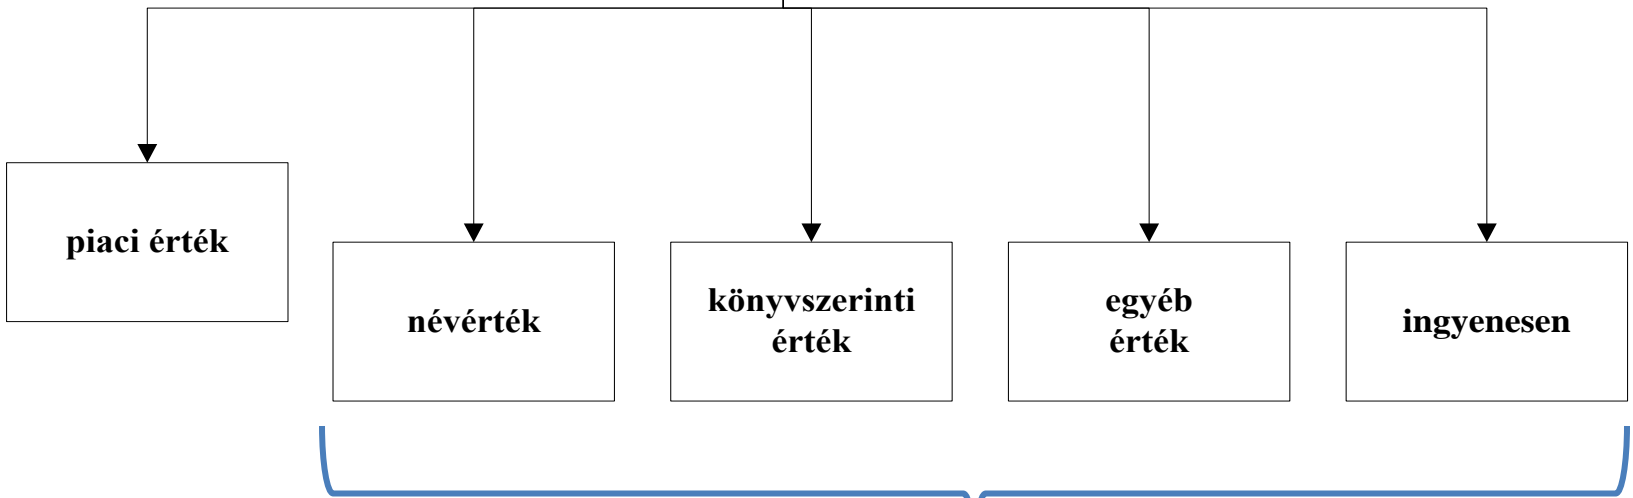 piaci érték
névérték
könyvszerinti
érték
egyéb
érték
ingyenesen